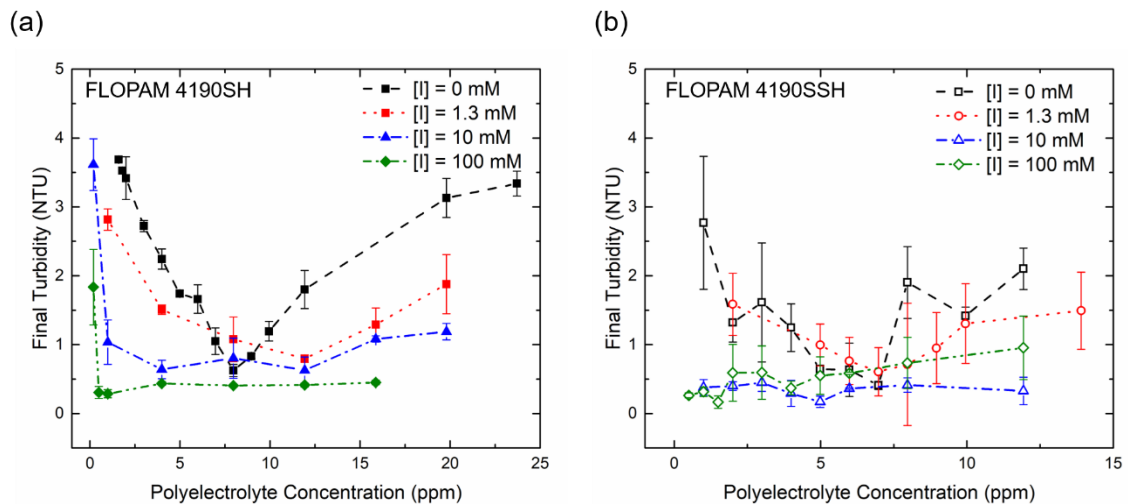 (a)
(b)
FLOPAM 4190SH
[I] = 0 mM
[I] = 1.3 mM
[I] = 10 mM
[I] = 100 mM
5
4
3
2
1
0
Final Turbidity (NTU)
0 5 10 15 20 25
Polyelectrolyte Concentration (ppm)
FLOPAM 4190SSH
[I] = 0 mM
[I] = 1.3 mM
[I] = 10 mM
[I] = 100 mM
5
4
3
2
1
0
Final Turbidity (NTU)
0 5 10 15
Polyelectrolyte Concentration (ppm)